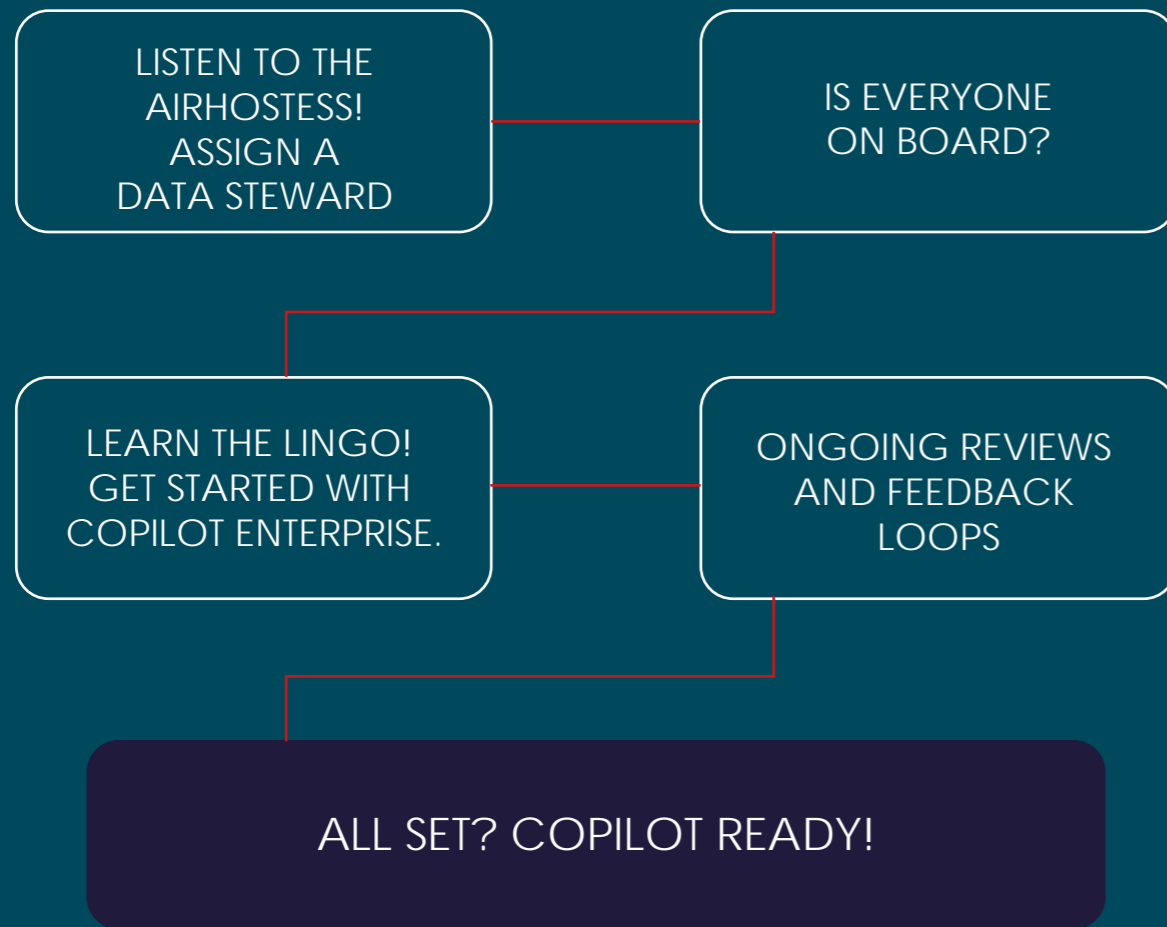 LISTEN TO THE
AIRHOSTESS!
ASSIGN A
DATA STEWARD
IS EVERYONE
ON BOARD?
LEARN THE LINGO!
GET STARTED WITH
COPILOT ENTERPRISE.
ONGOING REVIEWS
AND FEEDBACK
LOOPS
ALL SET? COPILOT READY!